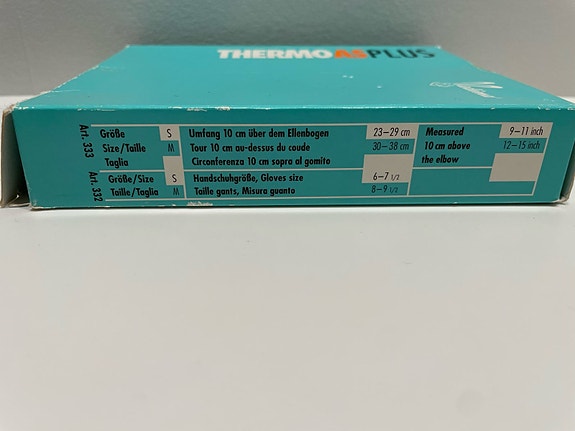 THERMO AS PLUS
Art. 333
Größe S Umfang 10 cm über dem Ellenbogen 23–29 cm Measured 9–11 inch
Size/Taille M Tour 10 cm au-dessus du coude 30–38 cm 10 cm above 12–15 inch
Taglia Circonferenza 10 cm sopra al gomito the elbow
Art. 332
Größe/Size S Handschuhgröße, Gloves size 6–7 1/2
Taille/Taglia M Taille gants, Misura guanto 8–9 1/2